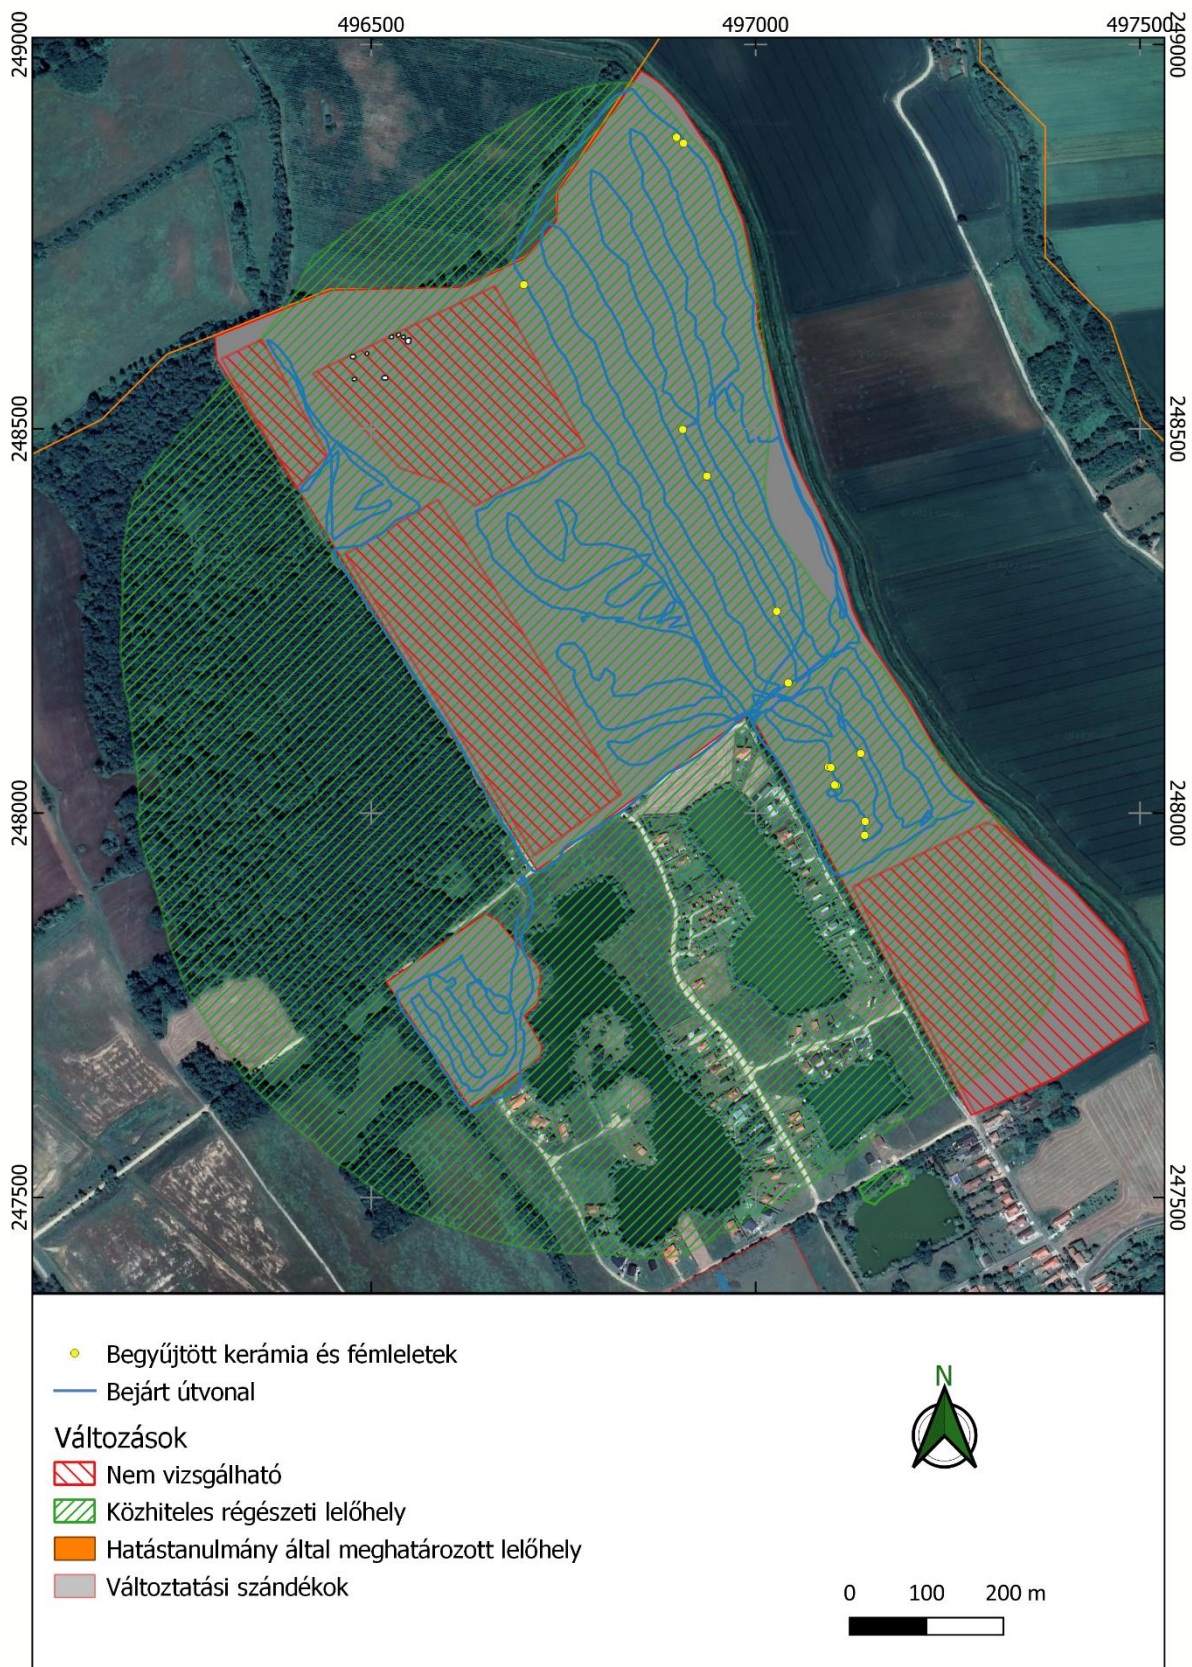 496500
497000
497500
249000
249000
248500
248500
248000
248000
247500
247500
Begyűjtött kerámia és fémleletek
Bejárt útvonal
Változások
Nem vizsgálható
Közhiteles régészeti lelőhely
Hatástanulmány által meghatározott lelőhely
Változtatási szándékok
N
0 100 200 m